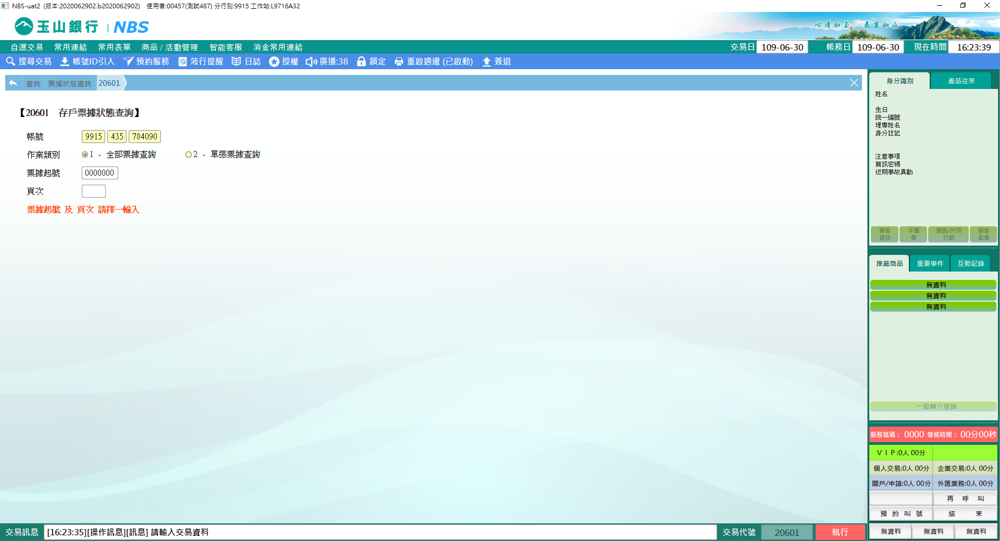 NBS-uat2 (版本:2020062902.b2020062902) 使用者:00457(測試487) 分行別:9915 工作站:L9716A32
玉山銀行 | NBS
心清如玉 義重如山
自選交易 常用連結 常用表單 商品 / 活動管理 智能客服 消金常用連結 交易日 109-06-30 帳務日 109-06-30 現在時間 16:23:39
搜尋交易 帳號ID引入 預約服務 蒞行提醒 日誌 授權 廣播:38 鎖定 重啟週邊 (已啟動) 簽退
查詢 票據狀態查詢 20601
【20601 存戶票據狀態查詢】
帳號 9915 435 784090
作業類別 1 - 全部票據查詢 2 - 單張票據查詢
票據起號 0000000
頁次
票據起號 及 頁次 請擇一輸入
身分識別 產品往來
姓名
生日
統一編號
理專姓名
身分註記
注意事項
簡訊密碼
近期事故異動
顧客資訊 手續費 通路/共同行銷 顧客影像
推薦商品 重要事件 互動記錄
無資料
無資料
無資料
一般轉介登錄
服務號碼: 0000 等候時間: 00分00秒
VIP:0人 00分
個人交易:0人 00分 企業交易:0人 00分
開戶/申請:0人 00分 外匯業務:0人 00分
再 呼 叫
預 約 叫 號 結 束
無資料 無資料 無資料
交易訊息 [16:23:35][操作訊息][訊息] 請輸入交易資料 交易代號 20601 執行